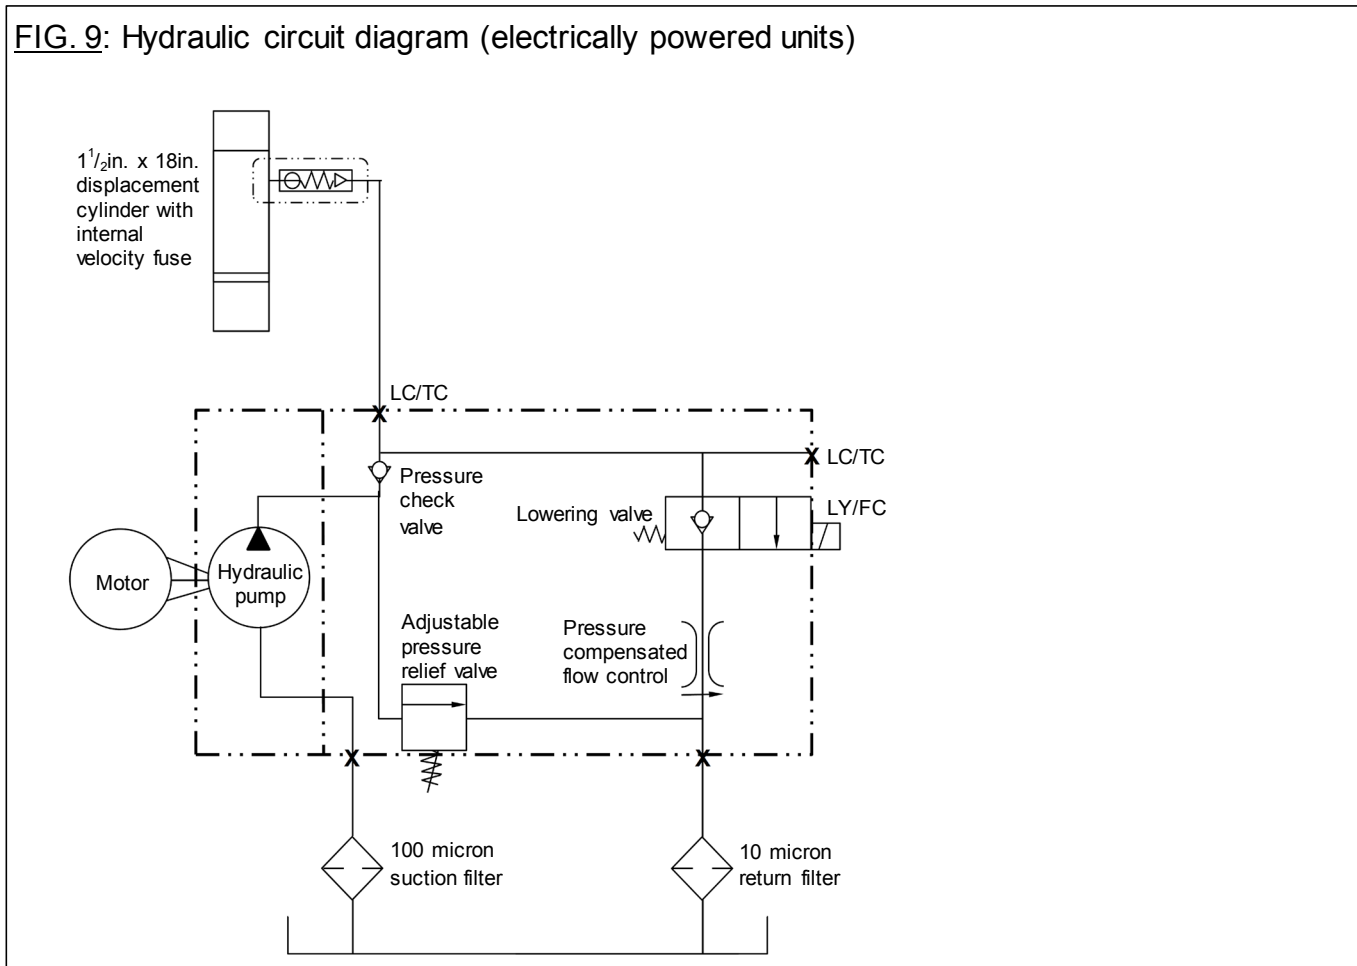 FIG. 9: Hydraulic circuit diagram (electrically powered units)
1 1/2in. x 18in.
displacement
cylinder with
internal
velocity fuse
LC/TC
LC/TC
Pressure
check
valve
Lowering valve
LY/FC
Motor
Hydraulic
pump
Adjustable
pressure
relief valve
Pressure
compensated
flow control
100 micron
suction filter
10 micron
return filter